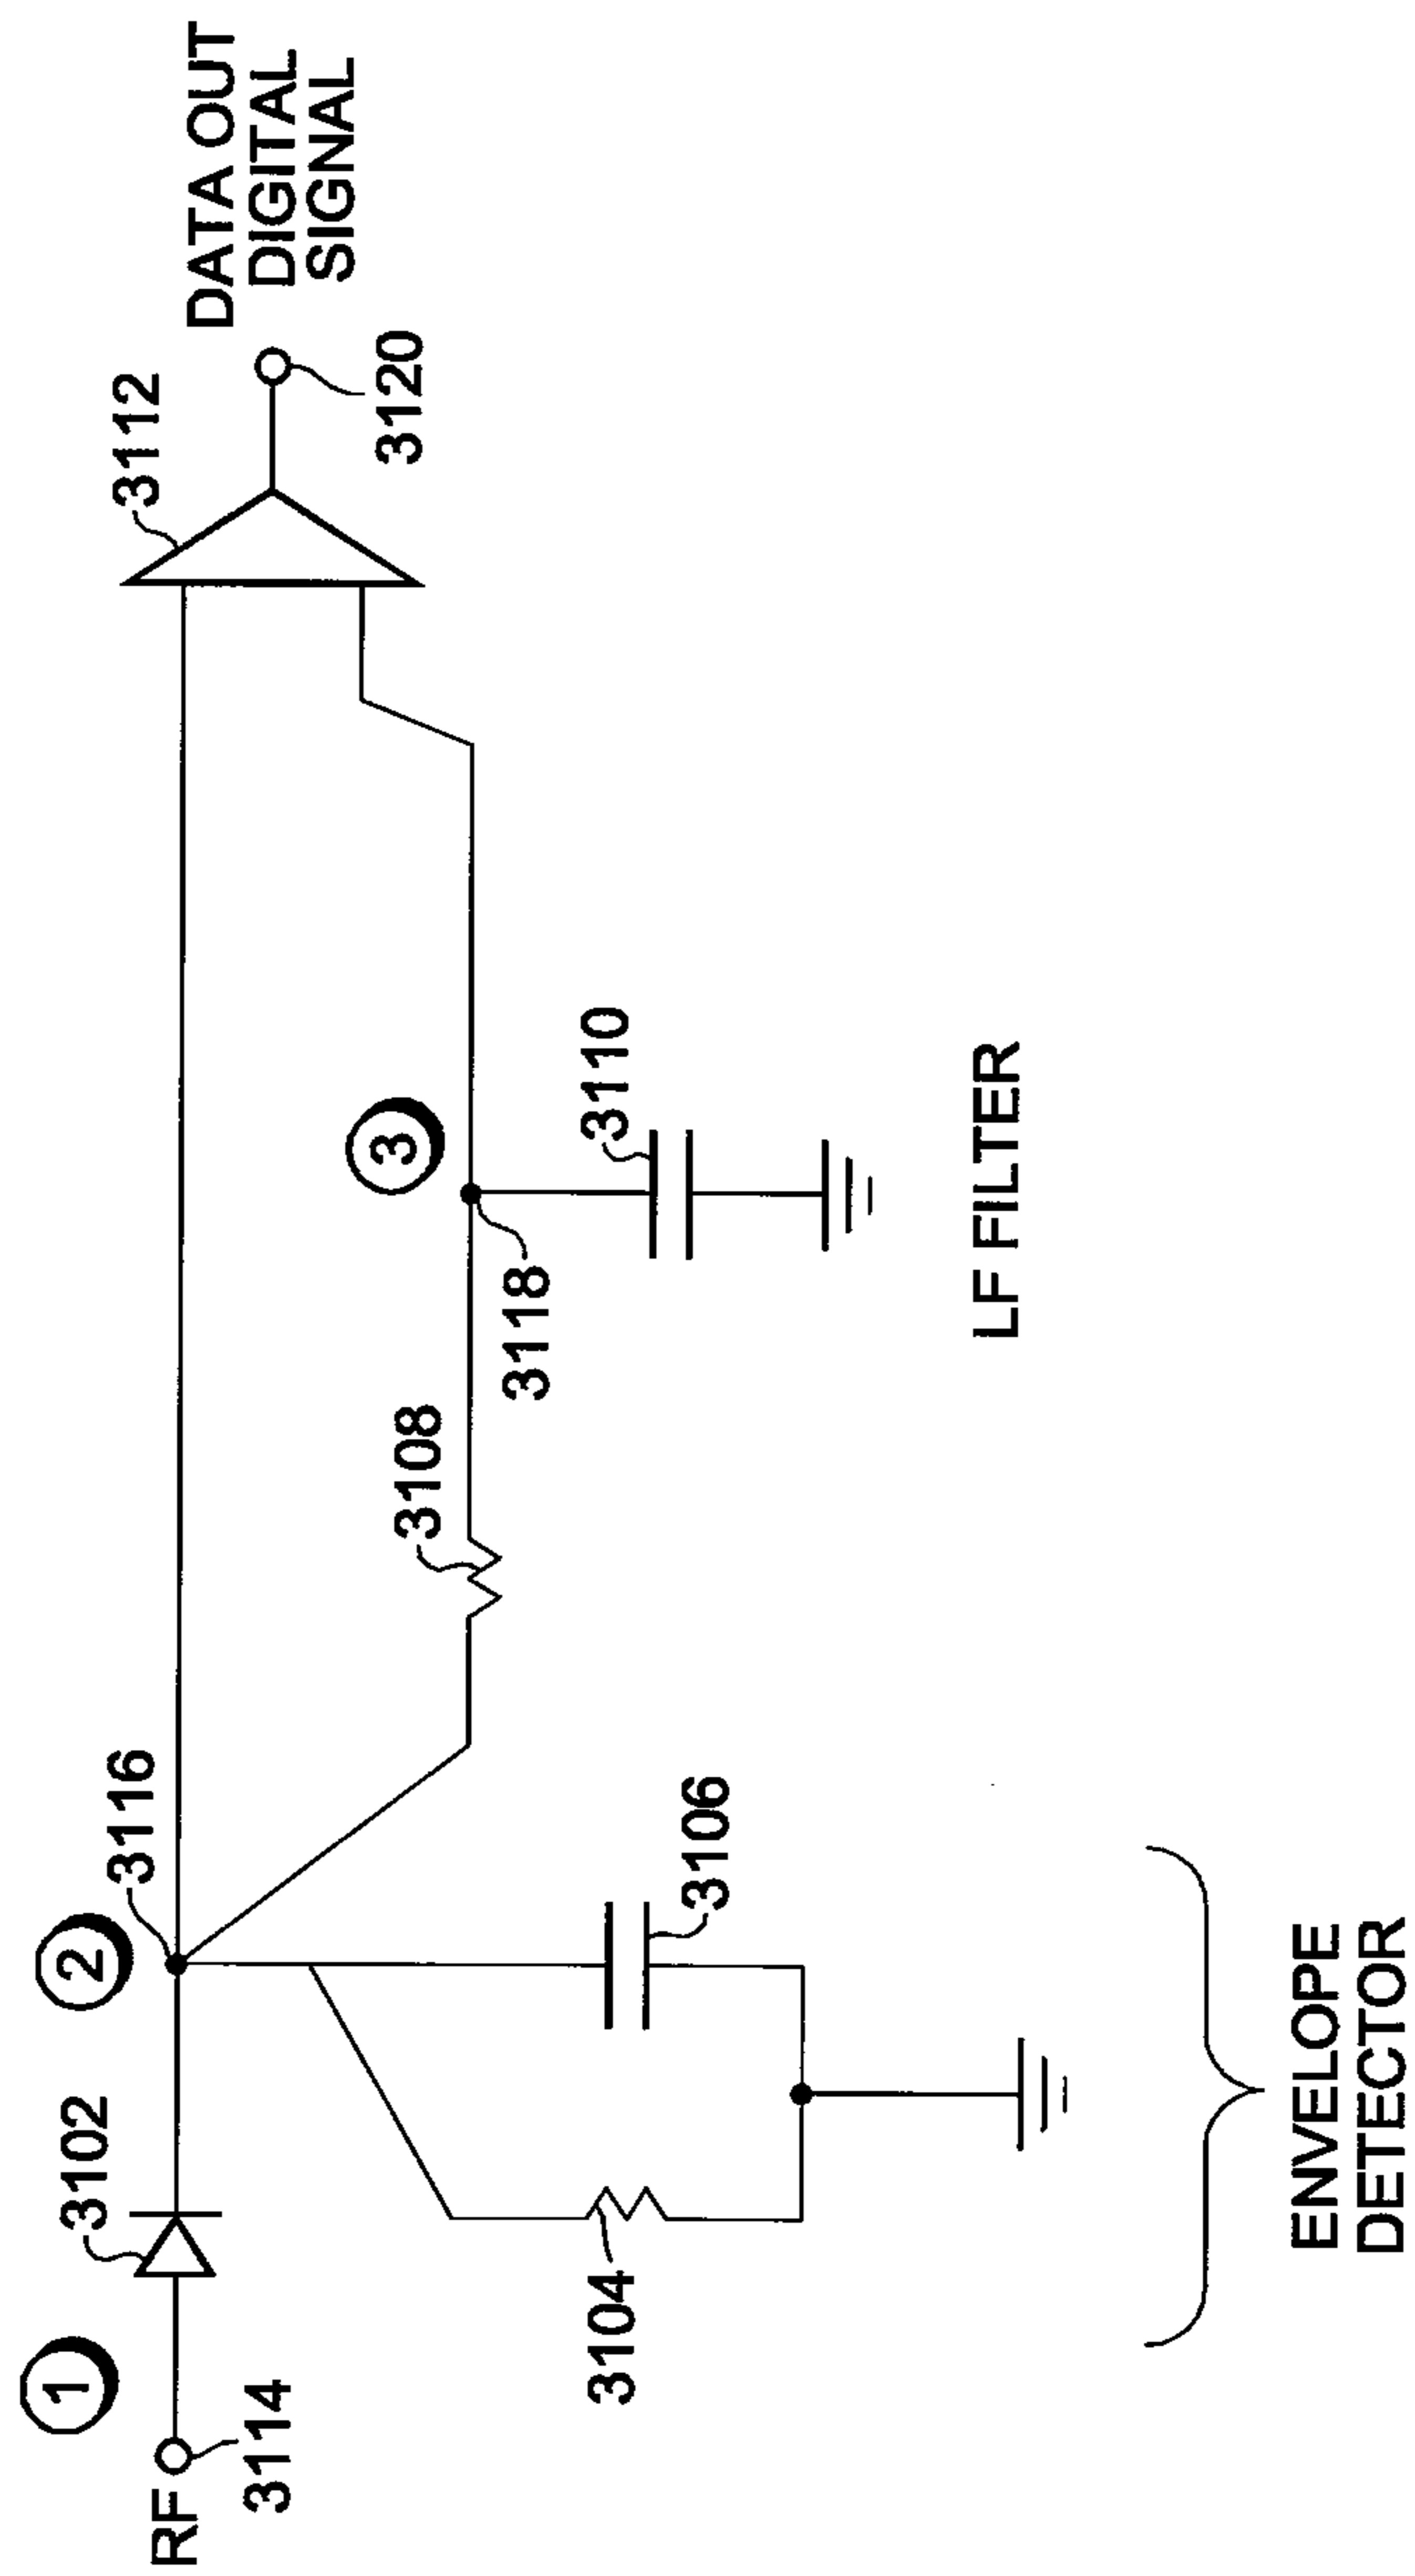 1
2
3
RF
3114
3102
3104
3106
3116
3108
3118
3110
3112
3120
DATA OUT
DIGITAL
SIGNAL
ENVELOPE
DETECTOR
LF FILTER